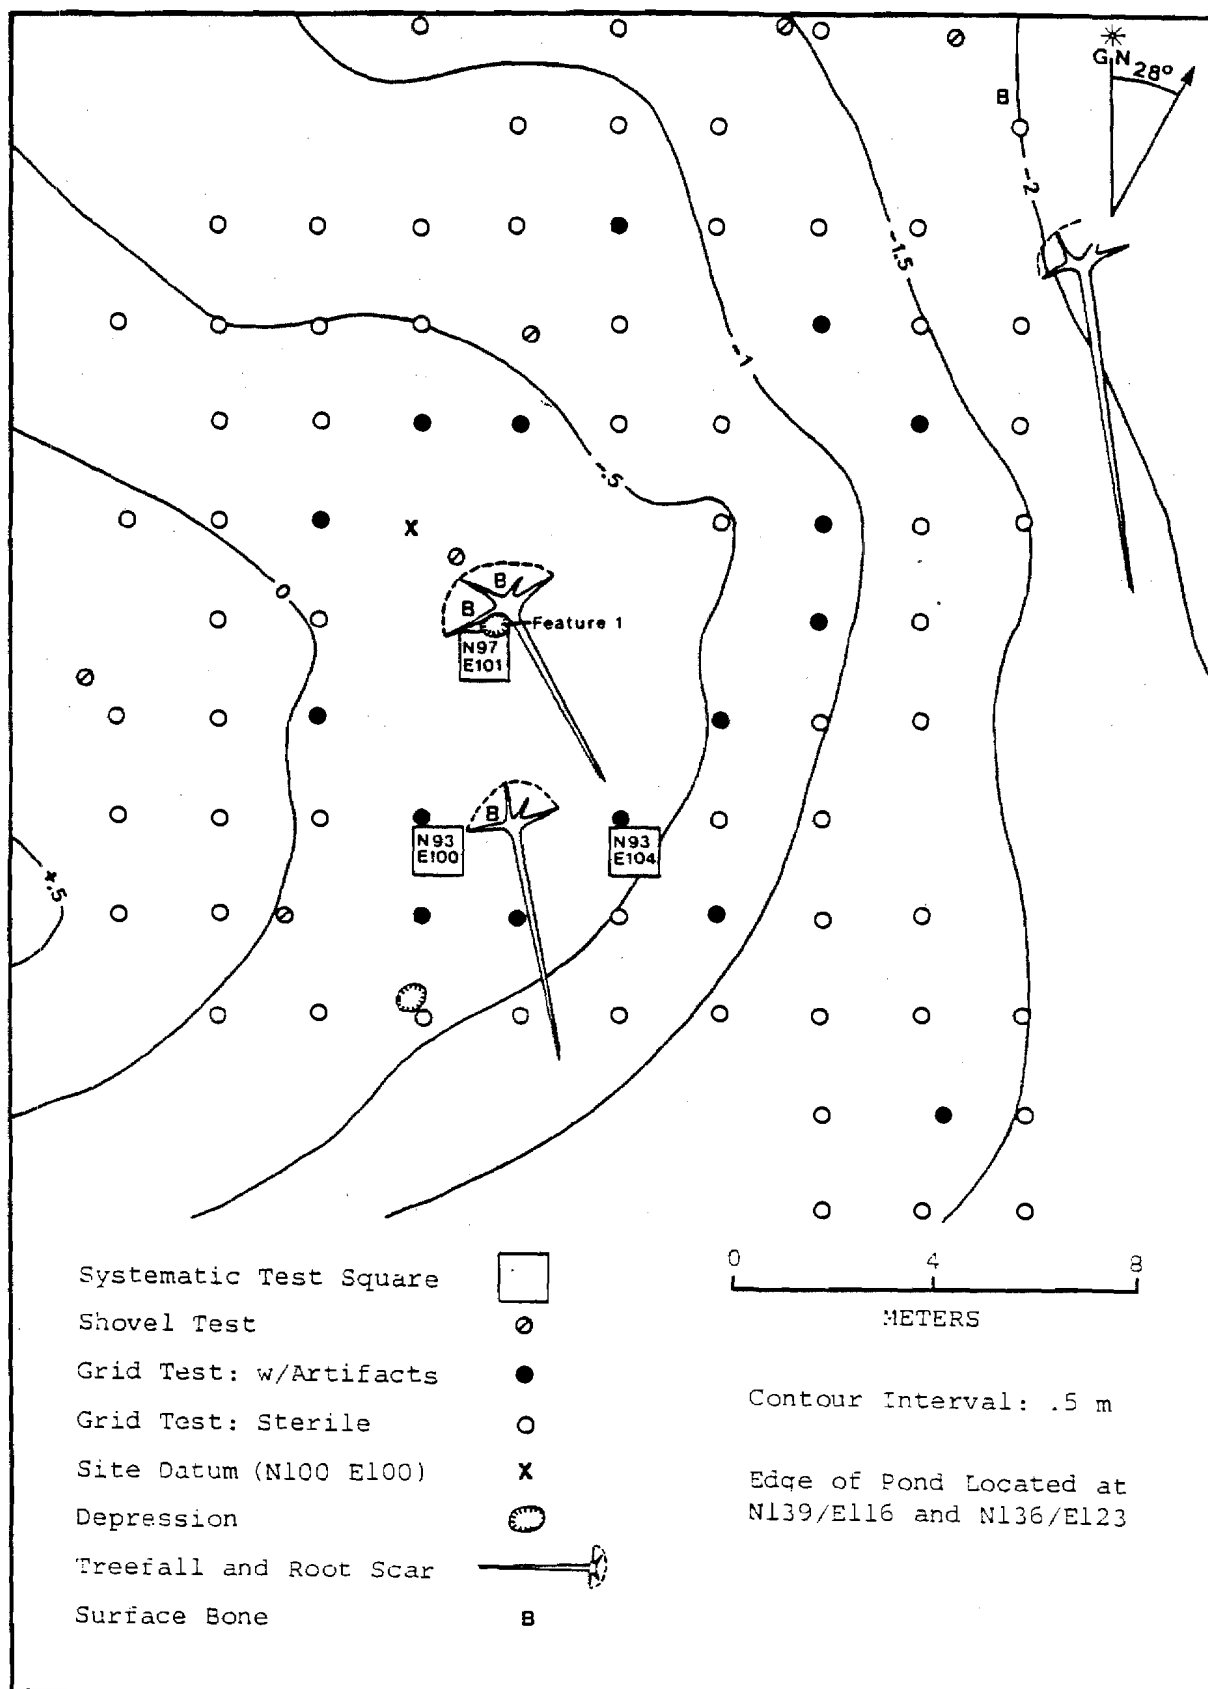 GN
28°
B
-2
-1.5
-1
-.5
X
B
0
B
Feature 1
N97
E101
B
N93
E100
N93
E104
+.5
Systematic Test Square
Shovel Test
Grid Test: w/Artifacts
Grid Test: Sterile
Site Datum (N100 E100)
X
Depression
Treefall and Root Scar
Surface Bone
B
0 4 8
METERS
Contour Interval: .5 m
Edge of Pond Located at
N139/E116 and N136/E123